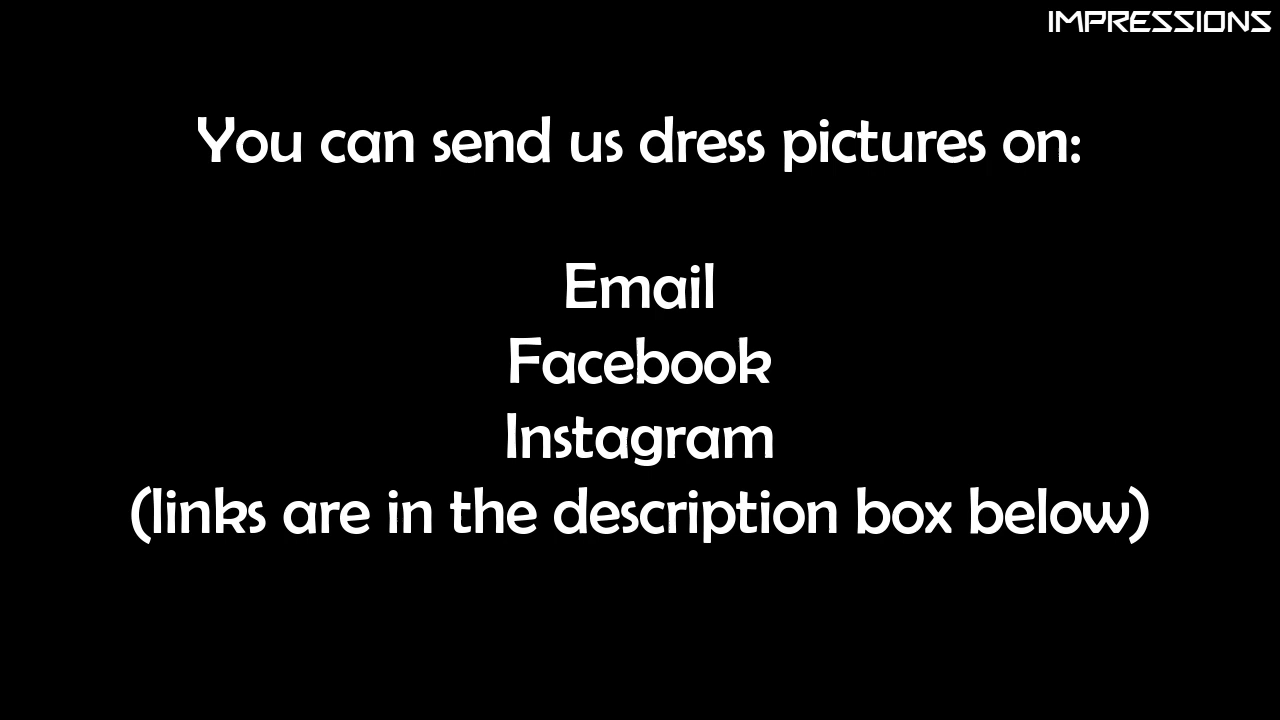 IMPRESSIONS
You can send us dress pictures on:
Email
Facebook
Instagram
(links are in the description box below)